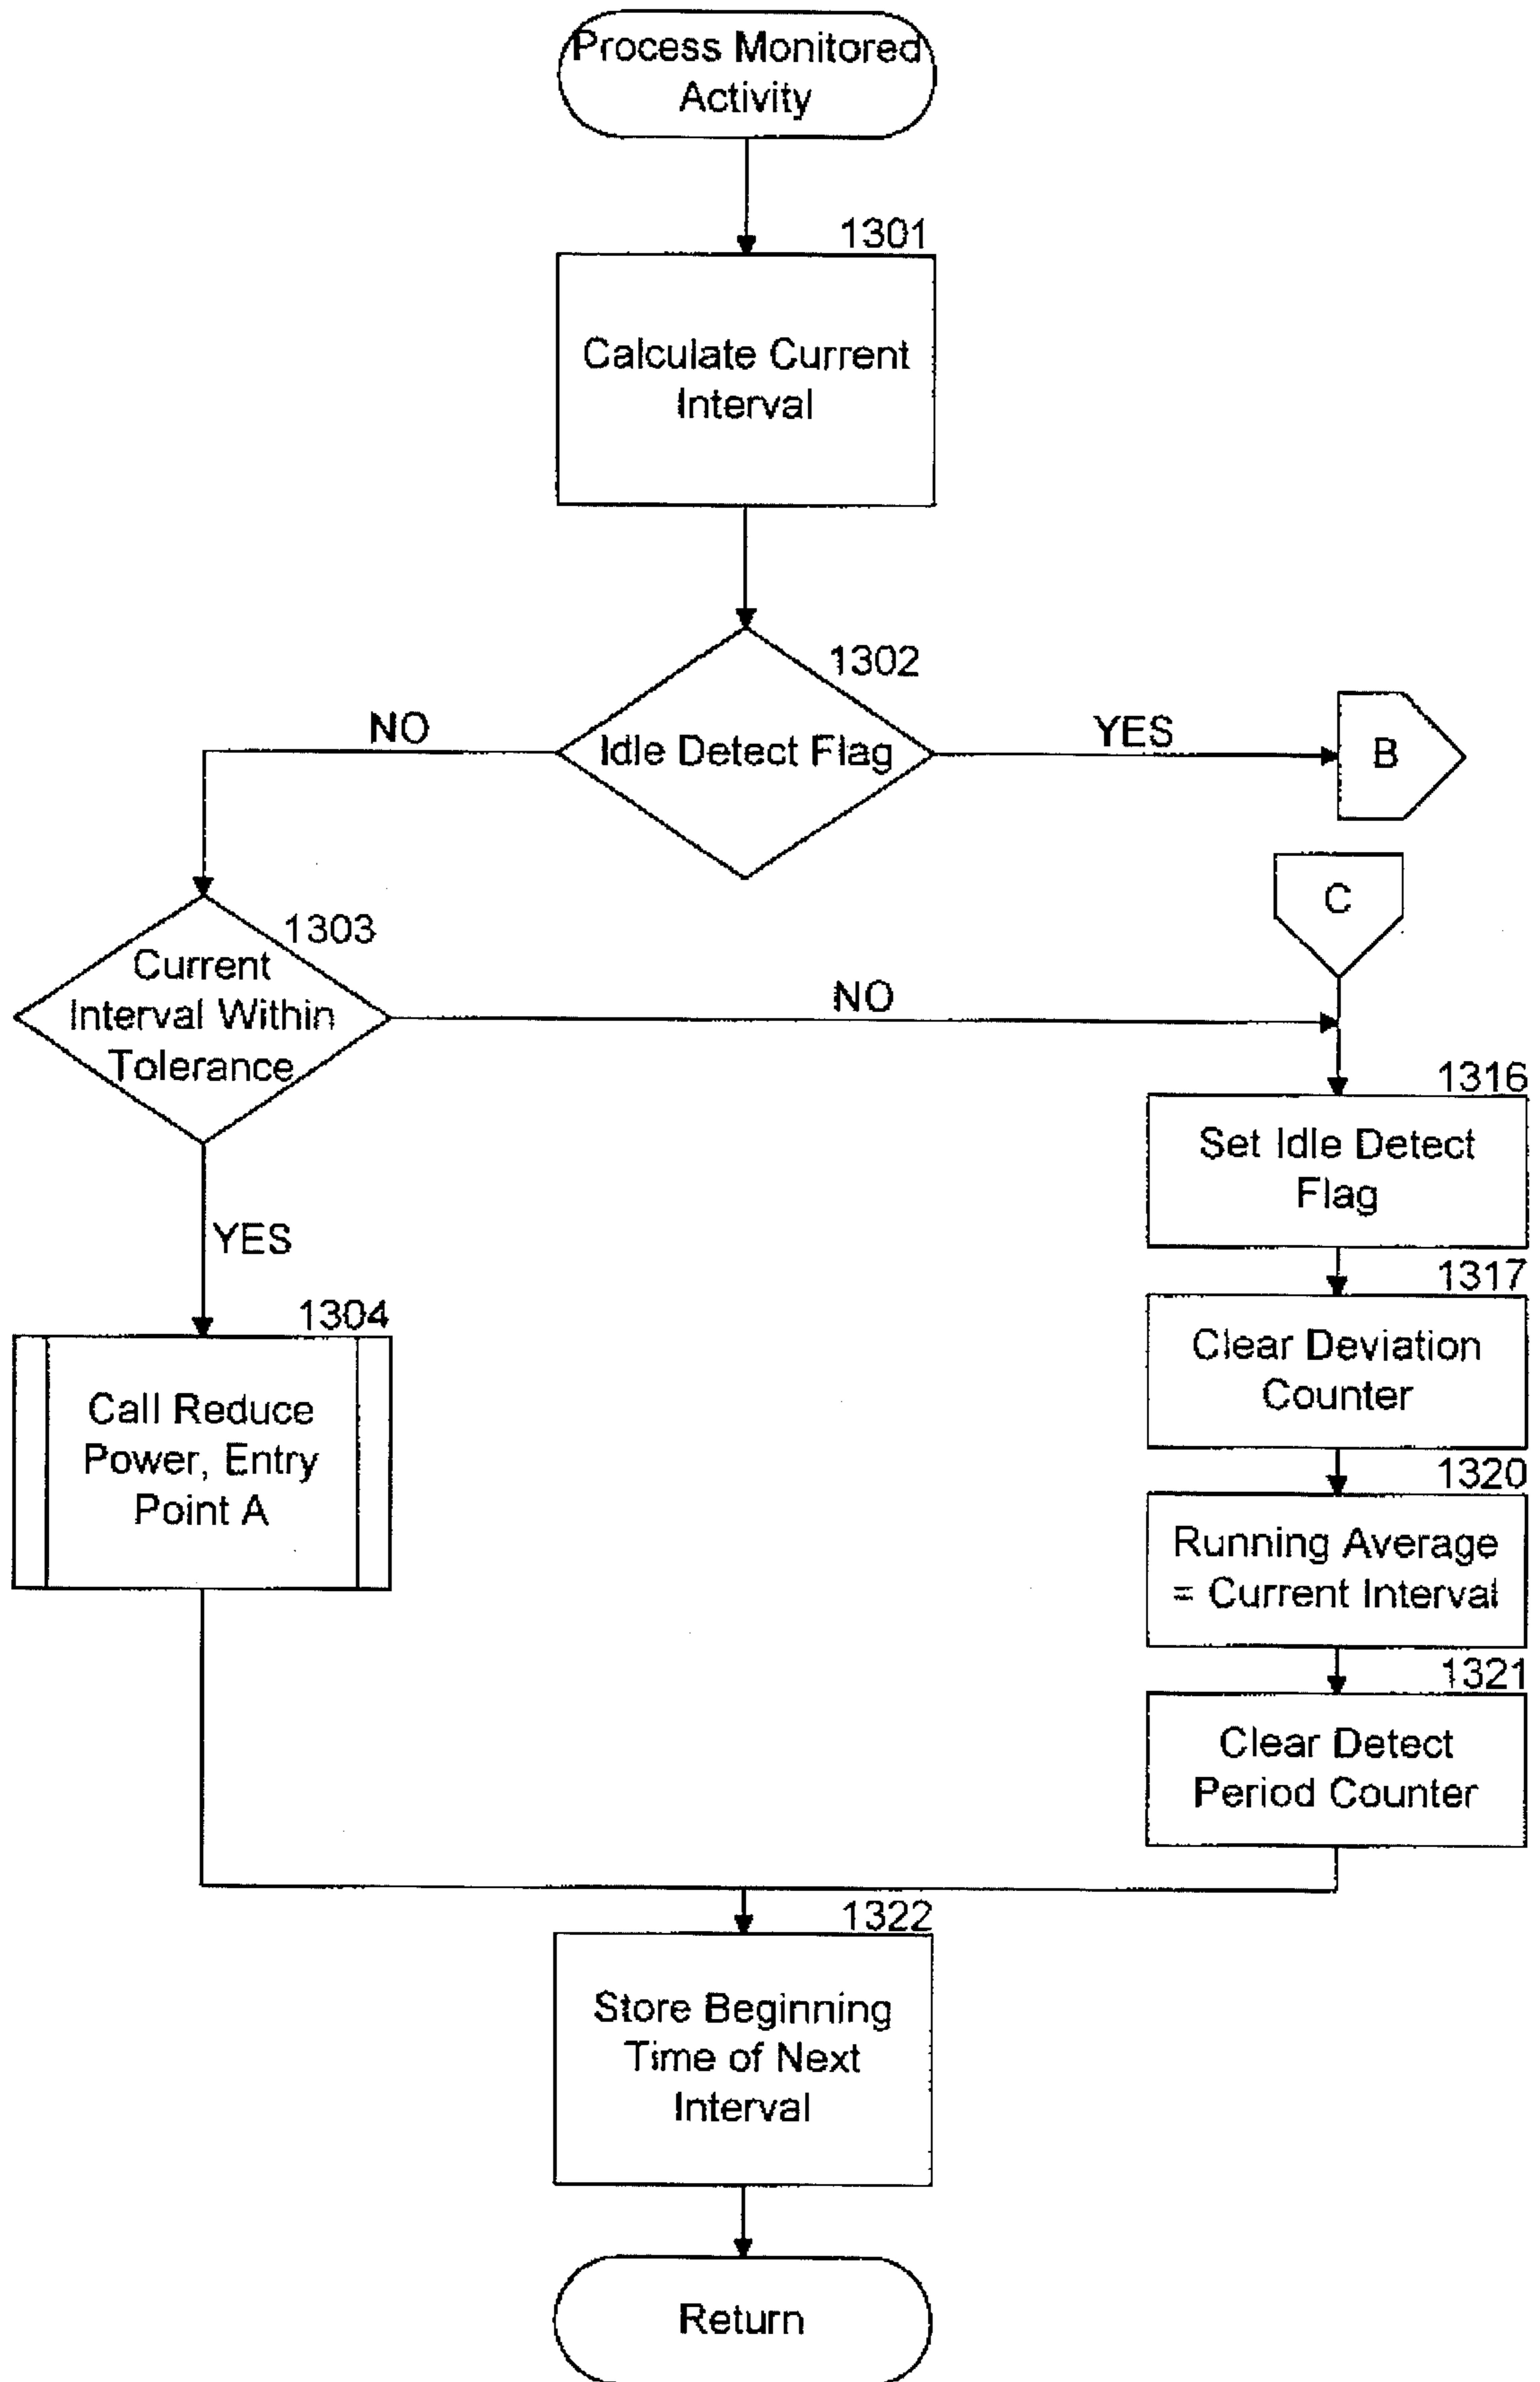 Process Monitored
Activity
1301
Calculate Current
Interval
1302
Idle Detect Flag
NO
YES
B
C
1303
Current
Interval Within
Tolerance
NO
YES
1316
Set Idle Detect
Flag
1317
Clear Deviation
Counter
1304
Call Reduce
Power, Entry
Point A
1320
Running Average
= Current Interval
1321
Clear Detect
Period Counter
1322
Store Beginning
Time of Next
Interval
Return